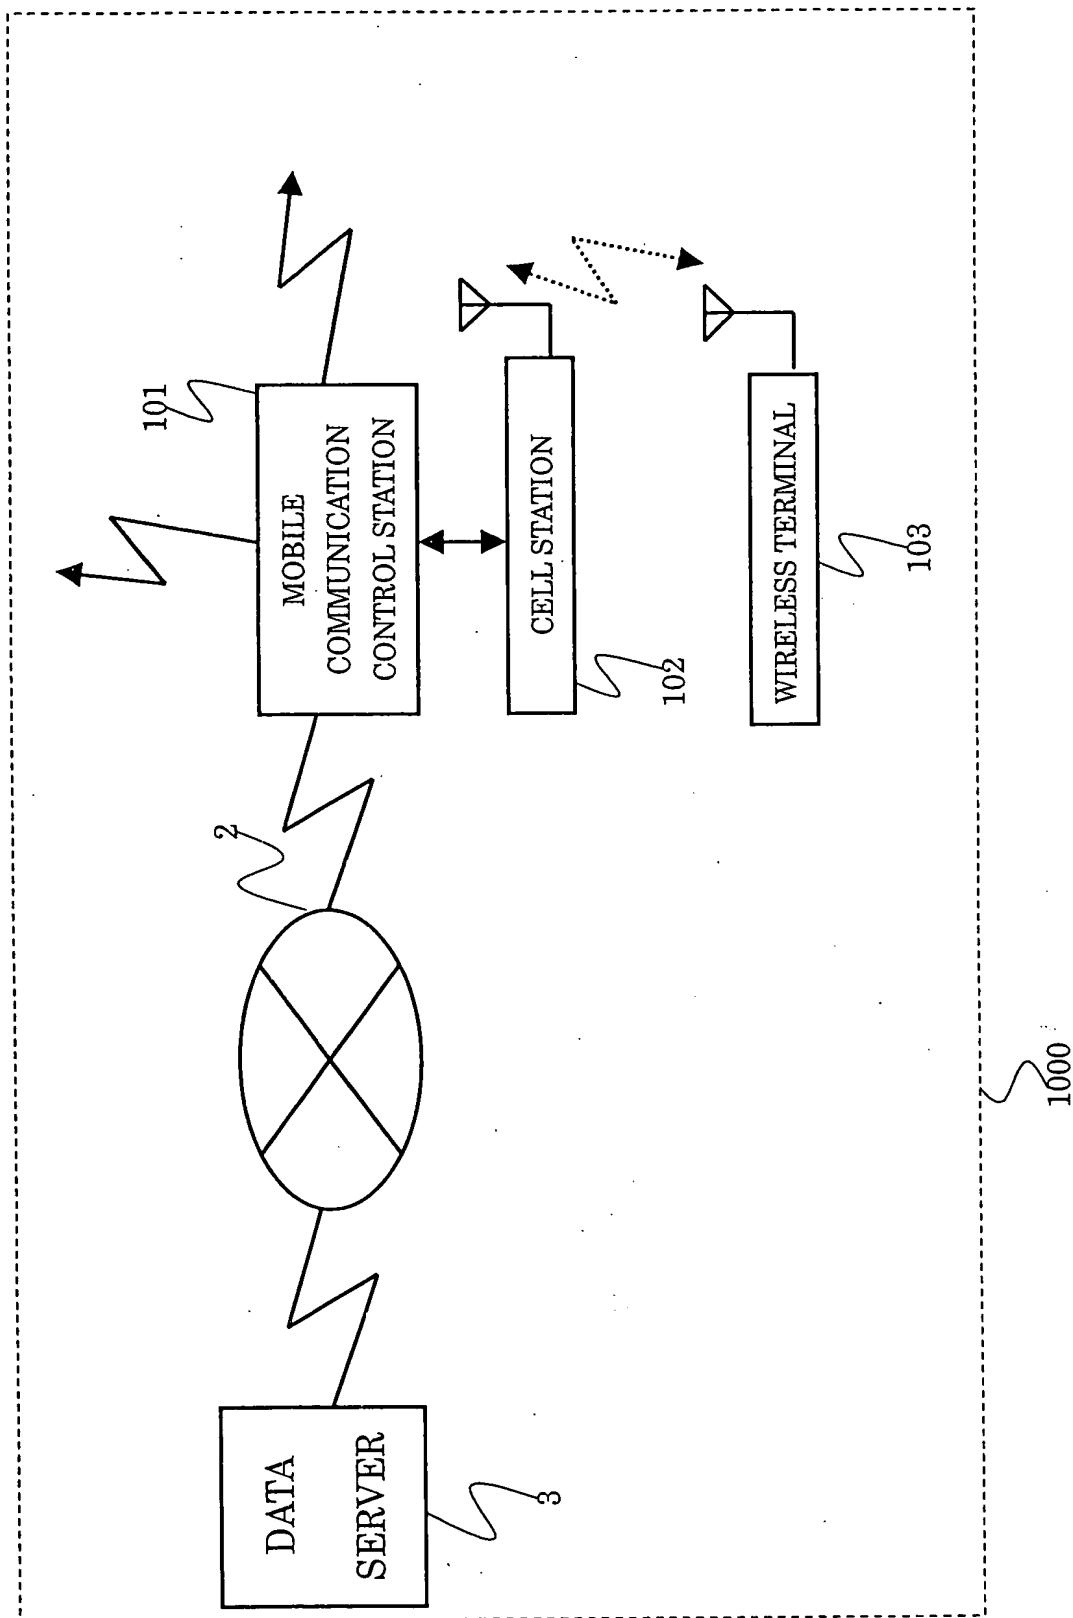 DATA
SERVER
3
2
MOBILE
COMMUNICATION
CONTROL STATION
101
CELL STATION
102
WIRELESS TERMINAL
103
1000